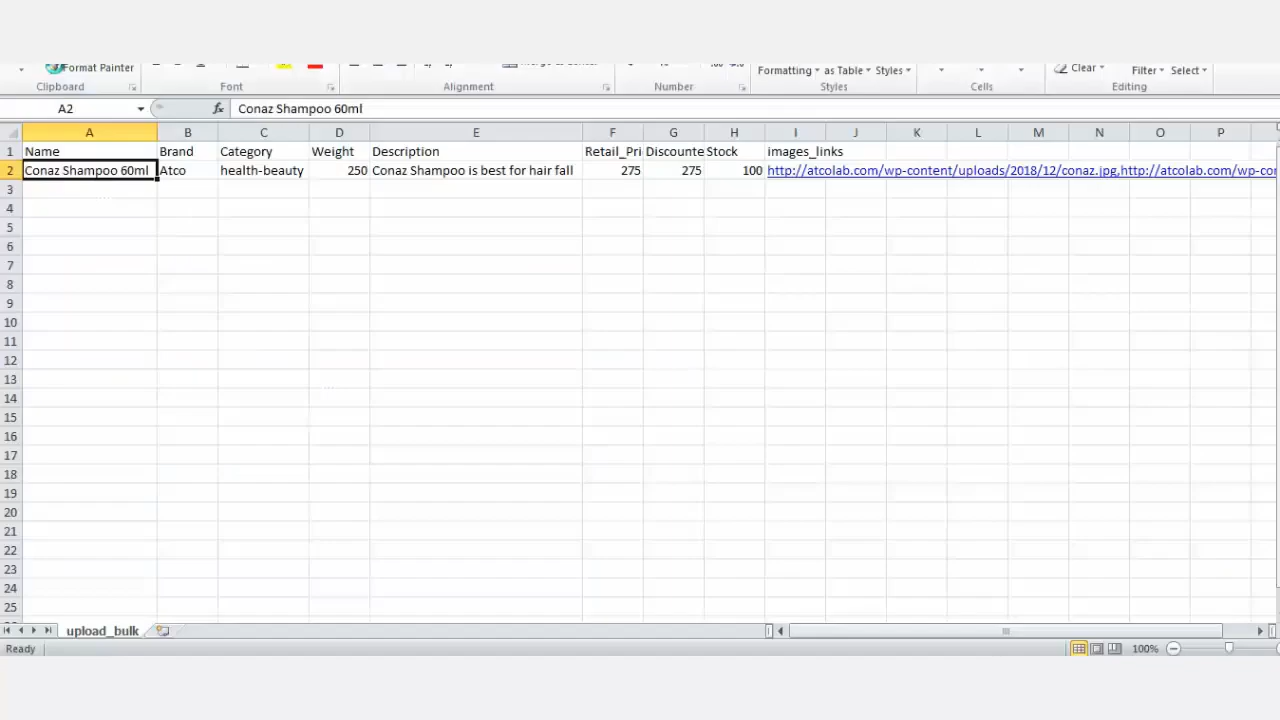 Format Painter
Merge & Center
Formatting as Table Styles
Clear
Filter Select
Clipboard Font Alignment Number Styles Cells Editing
A2 fx Conaz Shampoo 60ml
A B C D E F G H I J K L M N O P
1 Name Brand Category Weight Description Retail_Pri Discounte Stock images_links
2 Conaz Shampoo 60ml Atco health-beauty 250 Conaz Shampoo is best for hair fall 275 275 100 http://atcolab.com/wp-content/uploads/2018/12/conaz.jpg,http://atcolab.com/wp-co
3
4
5
6
7
8
9
10
11
12
13
14
15
16
17
18
19
20
21
22
23
24
25
upload_bulk
Ready 100%